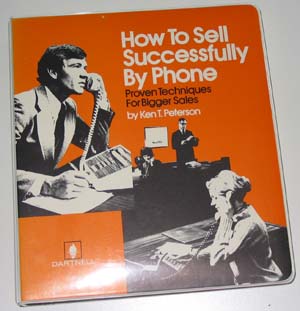 How To Sell
Successfully
By Phone
Proven Techniques
For Bigger Sales
by Ken T. Peterson
DARTNELL